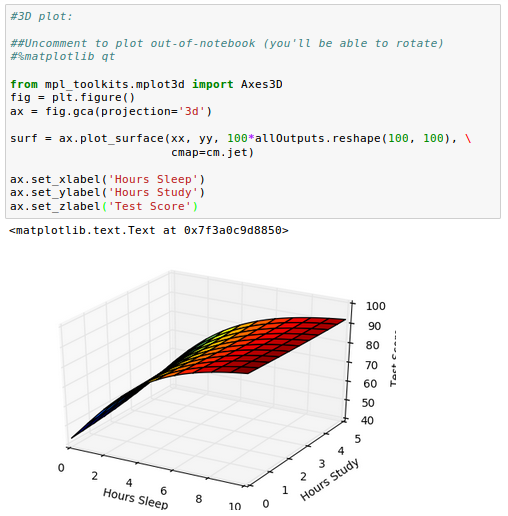 #3D plot:
##Uncomment to plot out-of-notebook (you'll be able to rotate)
#%matplotlib qt
from mpl_toolkits.mplot3d import Axes3D
fig = plt.figure()
ax = fig.gca(projection='3d')
surf = ax.plot_surface(xx, yy, 100*allOutputs.reshape(100, 100), \
cmap=cm.jet)
ax.set_xlabel('Hours Sleep')
ax.set_ylabel('Hours Study')
ax.set_zlabel('Test Score')
<matplotlib.text.Text at 0x7f3a0c9d8850>
100
90
80
70
60
50
40
Test
0
2
4
6
8
10
Hours Sleep
0
1
2
3
4
5
Hours Study